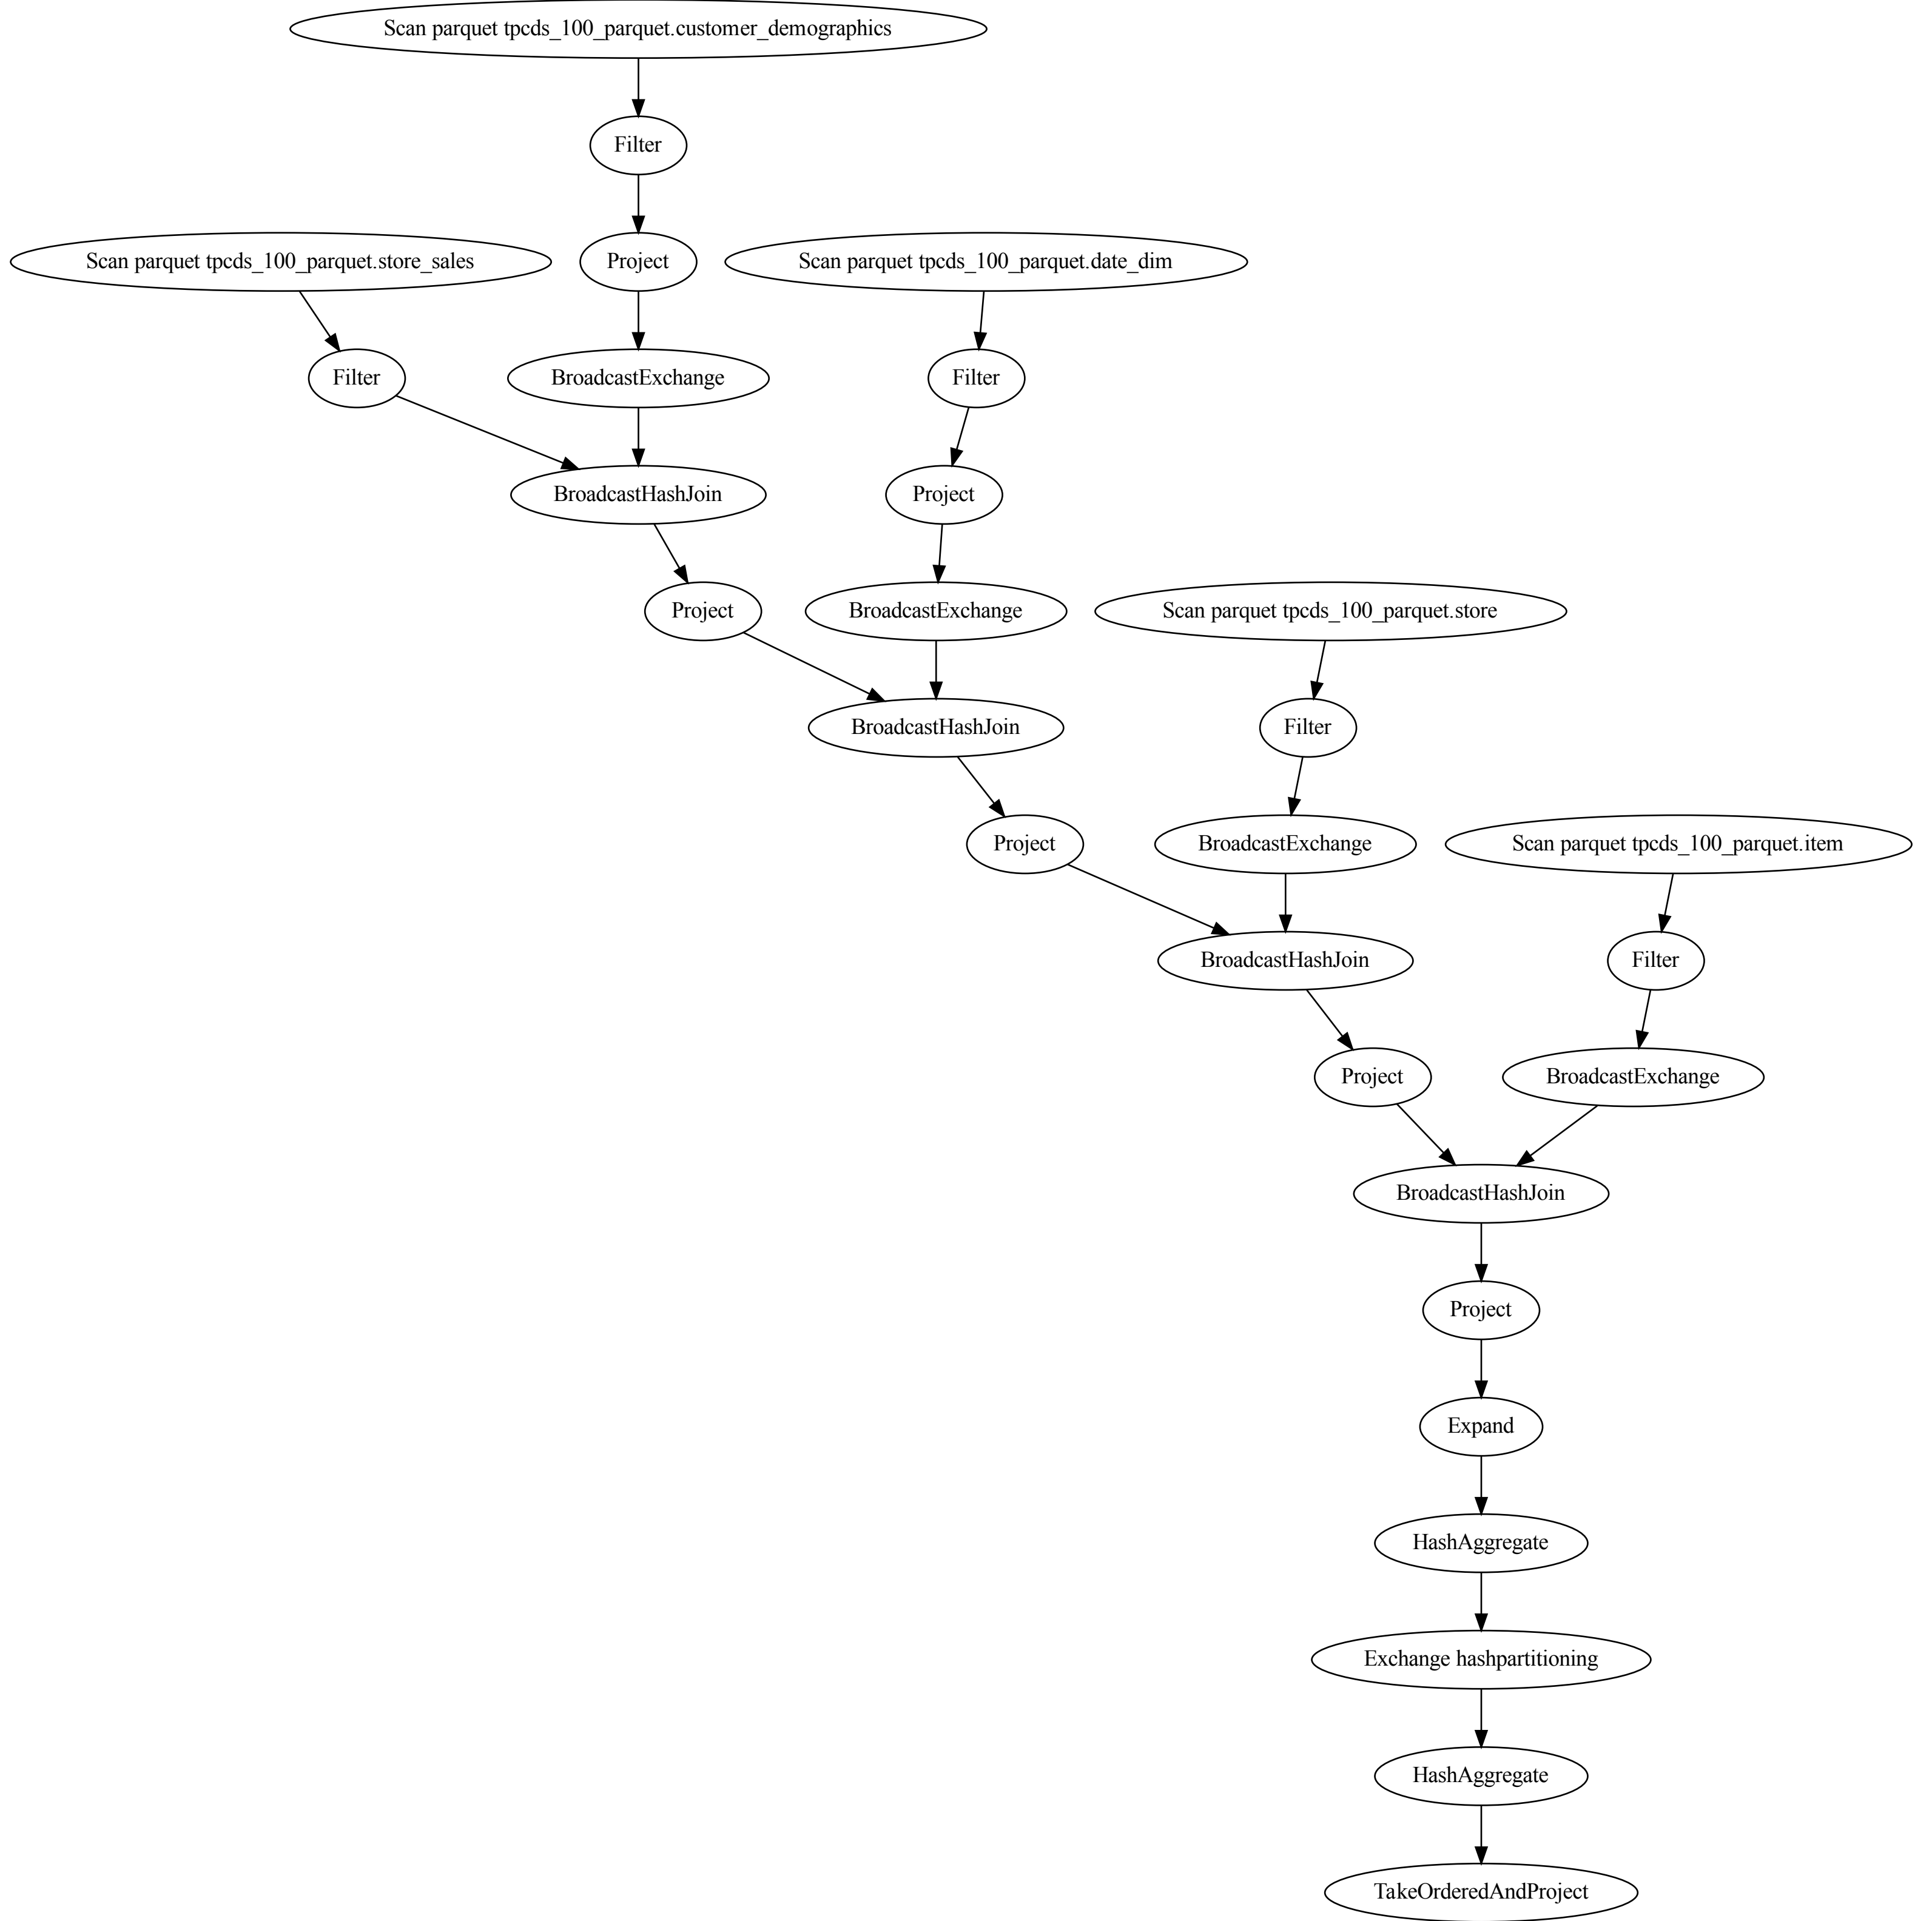 Scan parquet tpcds_100_parquet.customer_demographics
Filter
Scan parquet tpcds_100_parquet.store_sales
Project
Scan parquet tpcds_100_parquet.date_dim
Filter
BroadcastExchange
Filter
BroadcastHashJoin
Project
Project
BroadcastExchange
Scan parquet tpcds_100_parquet.store
BroadcastHashJoin
Filter
Project
BroadcastExchange
Scan parquet tpcds_100_parquet.item
BroadcastHashJoin
Filter
Project
BroadcastExchange
BroadcastHashJoin
Project
Expand
HashAggregate
Exchange hashpartitioning
HashAggregate
TakeOrderedAndProject